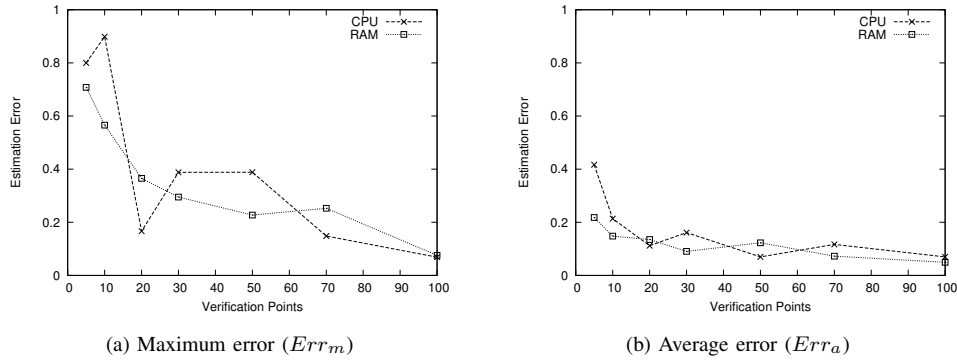 1
0.8
0.6
0.4
0.2
0
Estimation Error
CPU
RAM
0 10 20 30 40 50 60 70 80 90 100
Verification Points
(a) Maximum error (Err_m)
1
0.8
0.6
0.4
0.2
0
Estimation Error
CPU
RAM
0 10 20 30 40 50 60 70 80 90 100
Verification Points
(b) Average error (Err_a)